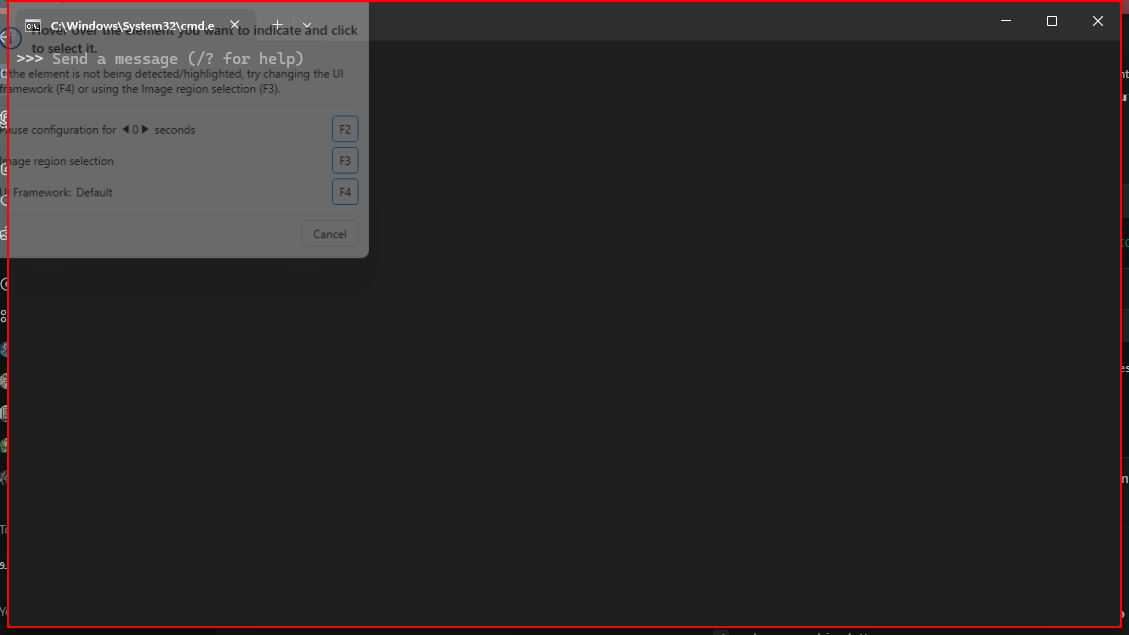 C:\Windows\System32\cmd.e
Hover over the element you want to indicate and click
to select it.
>>> Send a message (/? for help)
the element is not being detected/highlighted, try changing the UI
framework (F4) or using the Image region selection (F3).
Pause configuration for 0 seconds
F2
Image region selection
F3
UI Framework: Default
F4
Cancel